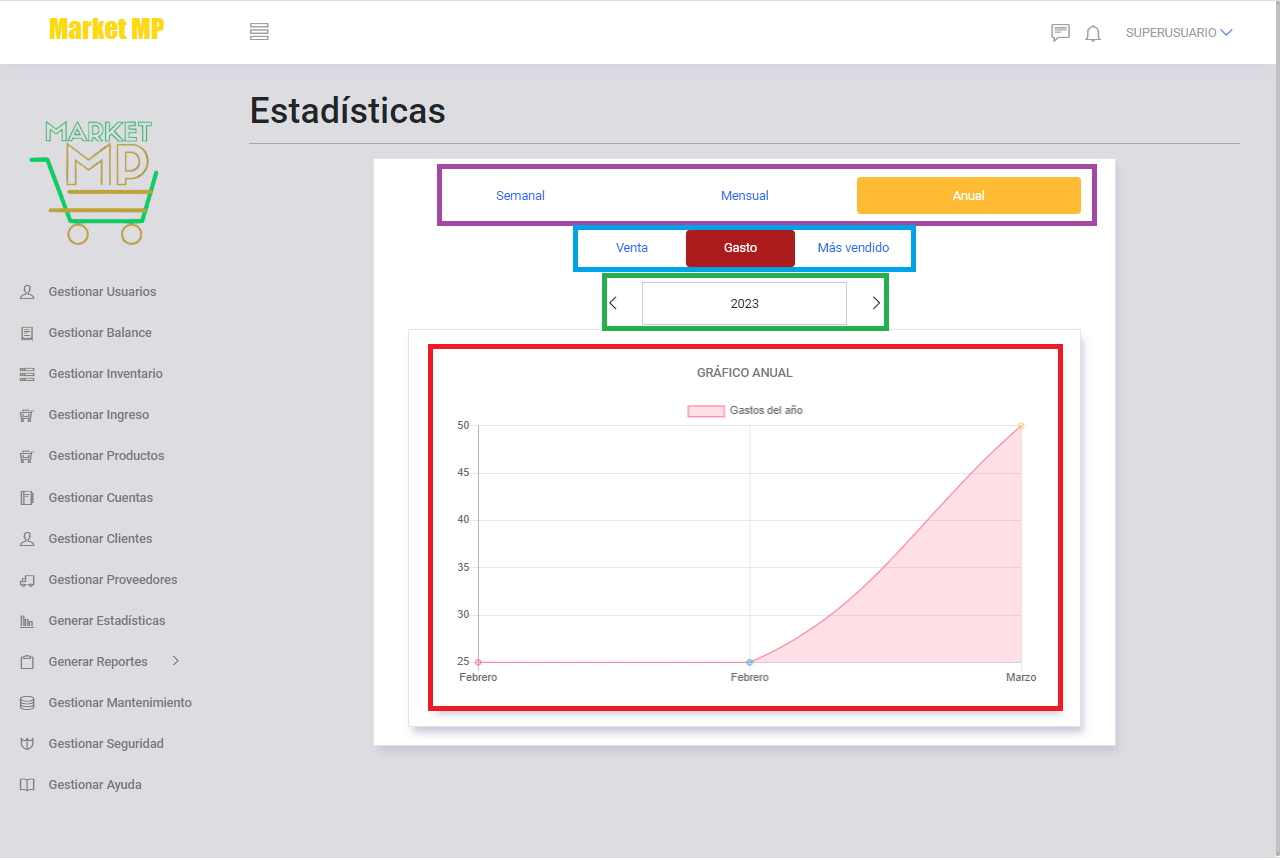 Market MP
SUPERUSUARIO
MARKET
MP
Gestionar Usuarios
Gestionar Balance
Gestionar Inventario
Gestionar Ingreso
Gestionar Productos
Gestionar Cuentas
Gestionar Clientes
Gestionar Proveedores
Generar Estadísticas
Generar Reportes
Gestionar Mantenimiento
Gestionar Seguridad
Gestionar Ayuda
Estadísticas
Semanal Mensual Anual
Venta Gasto Más vendido
2023
GRÁFICO ANUAL
Gastos del año
50
45
40
35
30
25
Febrero Febrero Marzo